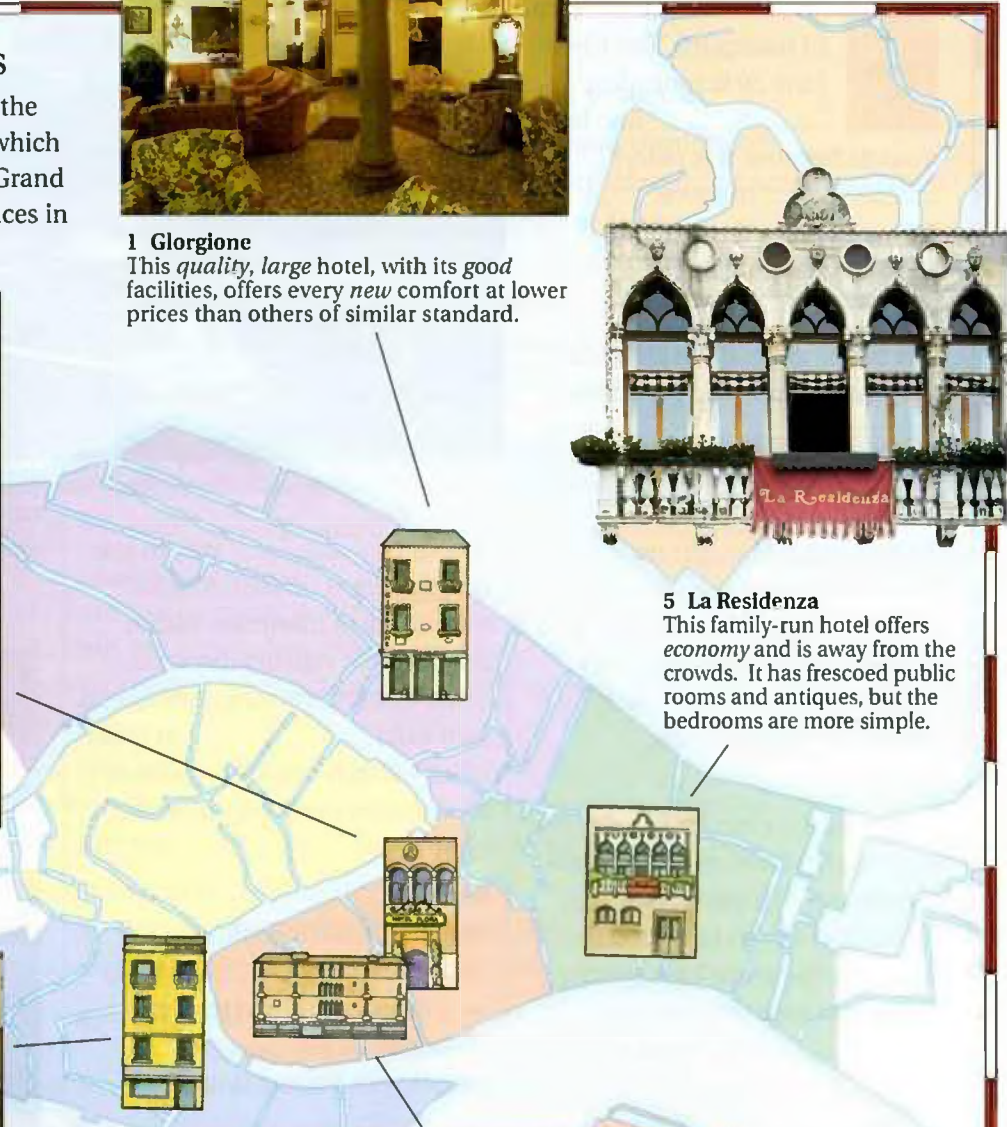 s
the
which
Grand
ces in
1 Glorgione
This quality, large hotel, with its good
facilities, offers every new comfort at lower
prices than others of similar standard.
La Residenza
5 La Residenza
This family-run hotel offers
economy and is away from the
crowds. It has frescoed public
rooms and antiques, but the
bedrooms are more simple.
HOTEL FLORA